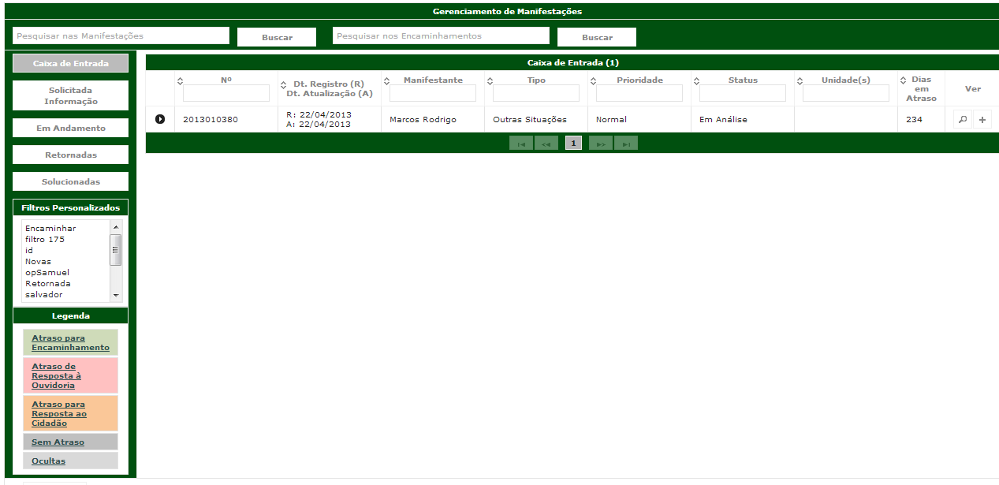 Gerenciamento de Manifestações
Pesquisar nas Manifestações
Buscar
Pesquisar nos Encaminhamentos
Buscar
Caixa de Entrada
Solicitada
Informação
Em Andamento
Retornadas
Solucionadas
Filtros Personalizados
Encaminhar
filtro 175
id
Novas
opSamuel
Retornada
salvador
Legenda
Atraso para
Encaminhamento
Atraso de
Resposta à
Ouvidoria
Atraso para
Resposta ao
Cidadão
Sem Atraso
Ocultas
Caixa de Entrada (1)
Nº
Dt. Registro (R)
Dt. Atualização (A)
Manifestante
Tipo
Prioridade
Status
Unidade(s)
Dias
em
Atraso
Ver
2013010380
R: 22/04/2013
A: 22/04/2013
Marcos Rodrigo
Outras Situações
Normal
Em Análise
234
1